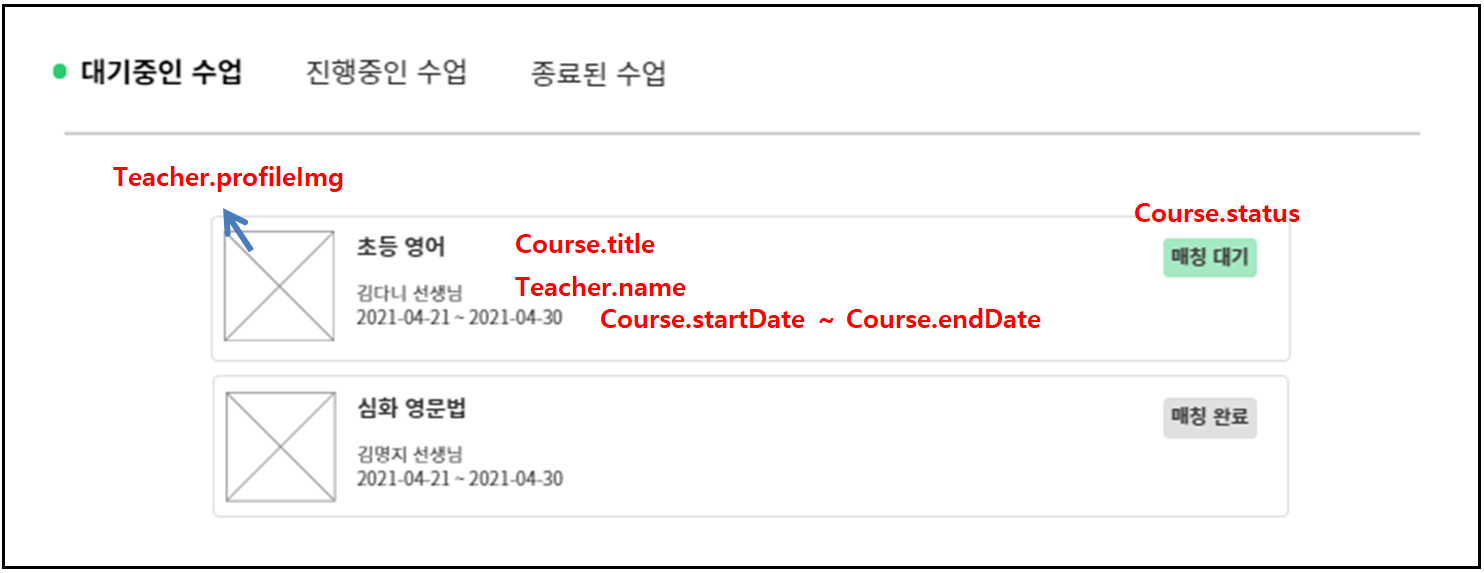 대기중인 수업 진행중인 수업 종료된 수업
Teacher.profileImg
Course.status
초등 영어 Course.title
매칭 대기
김다니 선생님 Teacher.name
2021-04-21 ~ 2021-04-30 Course.startDate ~ Course.endDate
심화 영문법
매칭 완료
김명지 선생님
2021-04-21 ~ 2021-04-30